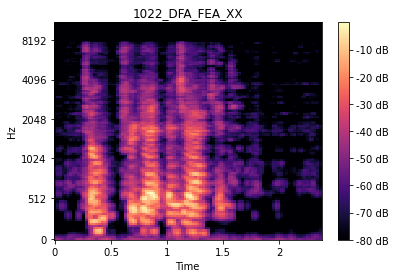 1022_DFA_FEA_XX
8192
4096
2048
1024
512
0
Hz
0
0.5
1
1.5
2
Time
-10 dB
-20 dB
-30 dB
-40 dB
-50 dB
-60 dB
-70 dB
-80 dB